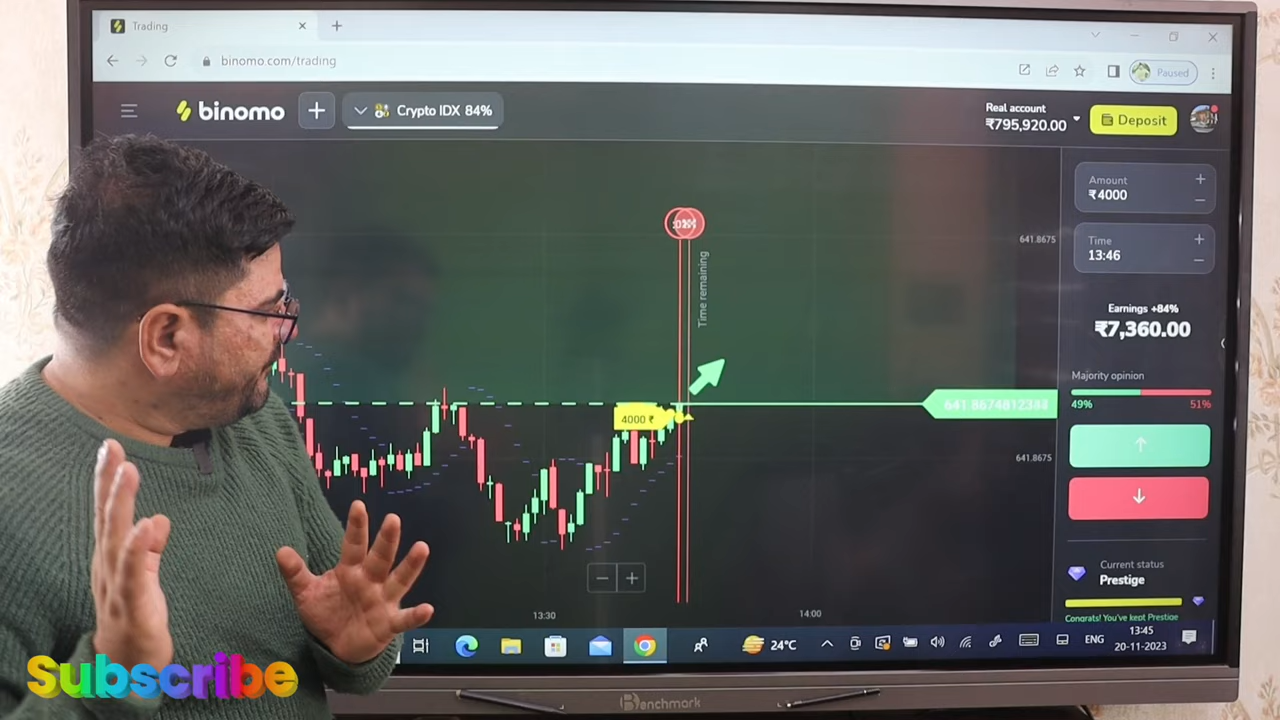 Trading
binomo.com/trading
Paused
binomo
Crypto IDX 84%
Real account
₹795,920.00
Deposit
Amount
₹4000
Time
13:46
641.8675
Time remaining
Earnings +84%
₹7,360.00
Majority opinion
49%
51%
641.8674812384
4000 ₹
641.8675
Current status
Prestige
Congrats! You've kept Prestige
13:30
14:00
24°C
ENG
13:45
20-11-2023
Benchmark
Subscribe